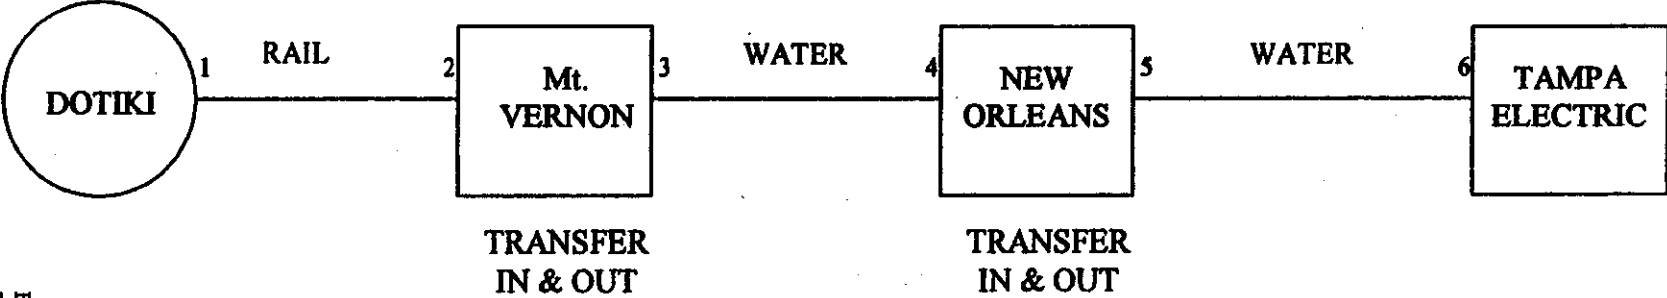 DOTIKI
1
RAIL
2
Mt.
VERNON
3
WATER
4
NEW
ORLEANS
5
WATER
6
TAMPA
ELECTRIC
TRANSFER
IN & OUT
TRANSFER
IN & OUT